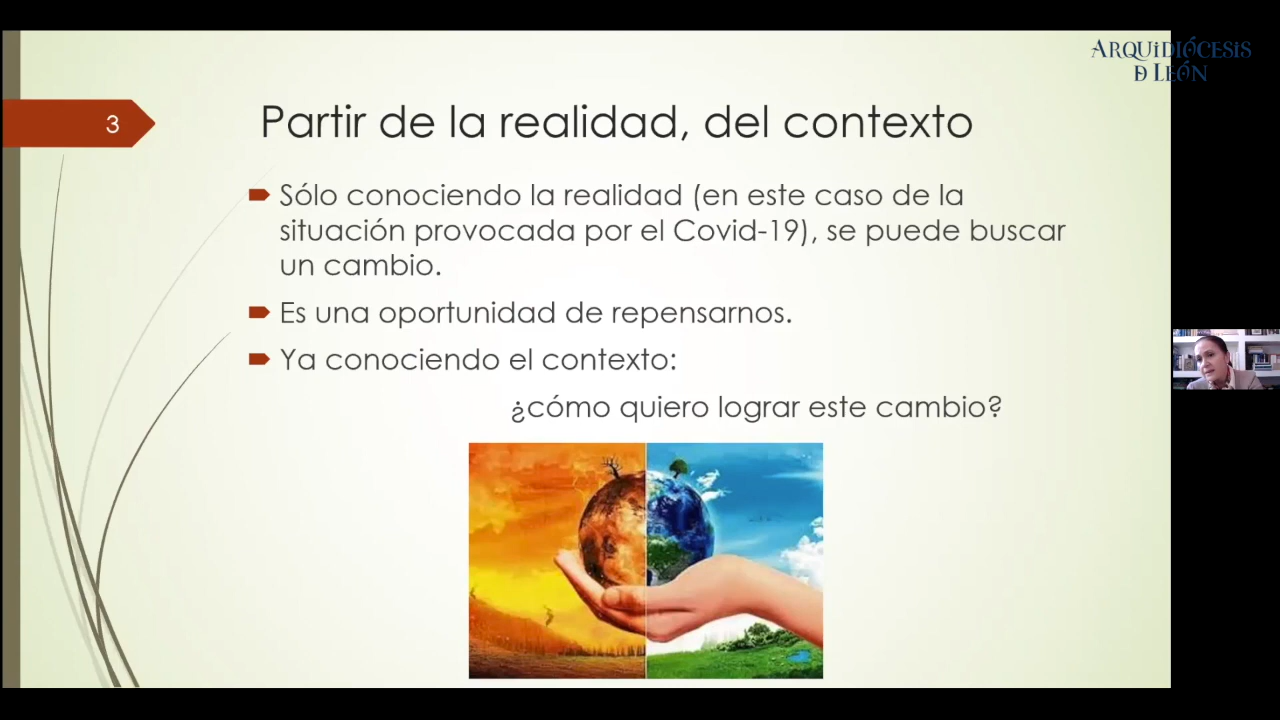 ARQUiDIÓCESiS
D LEÓN
3
Partir de la realidad, del contexto
Sólo conociendo la realidad (en este caso de la
situación provocada por el Covid-19), se puede buscar
un cambio.
Es una oportunidad de repensarnos.
Ya conociendo el contexto:
¿cómo quiero lograr este cambio?